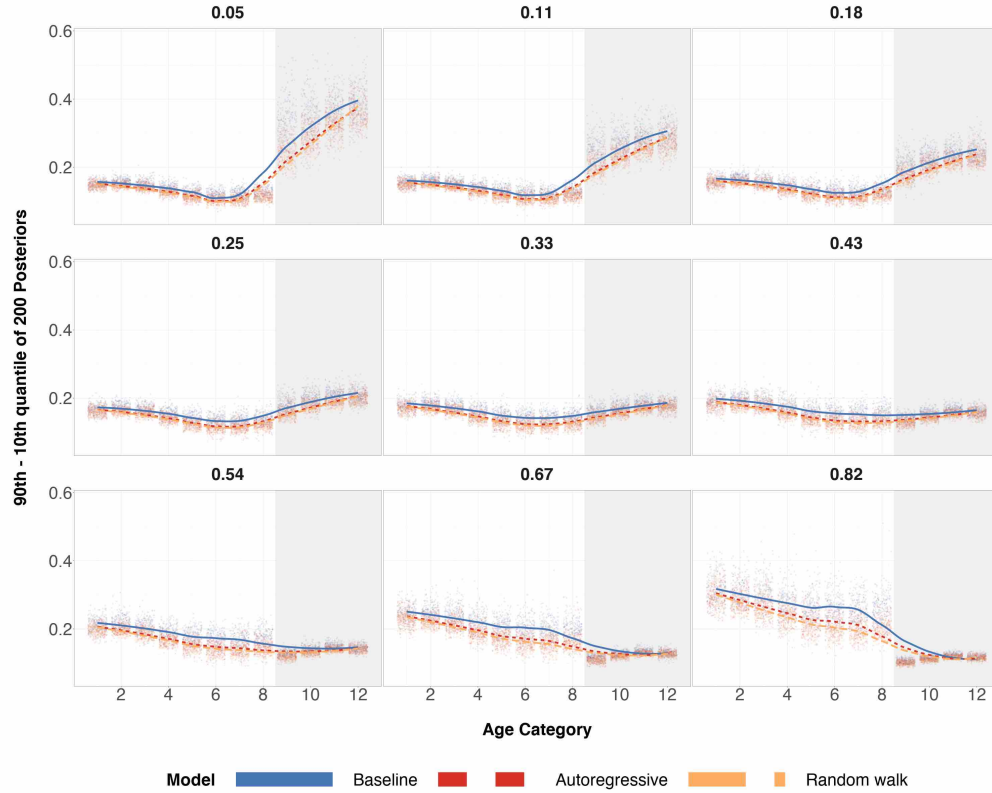 0.05 0.11 0.18
0.6
0.4
0.2
0.25 0.33 0.43
0.6
0.4
0.2
0.54 0.67 0.82
0.6
0.4
0.2
2 4 6 8 10 12 2 4 6 8 10 12 2 4 6 8 10 12
90th - 10th quantile of 200 Posteriors
Age Category
Model Baseline Autoregressive Random walk